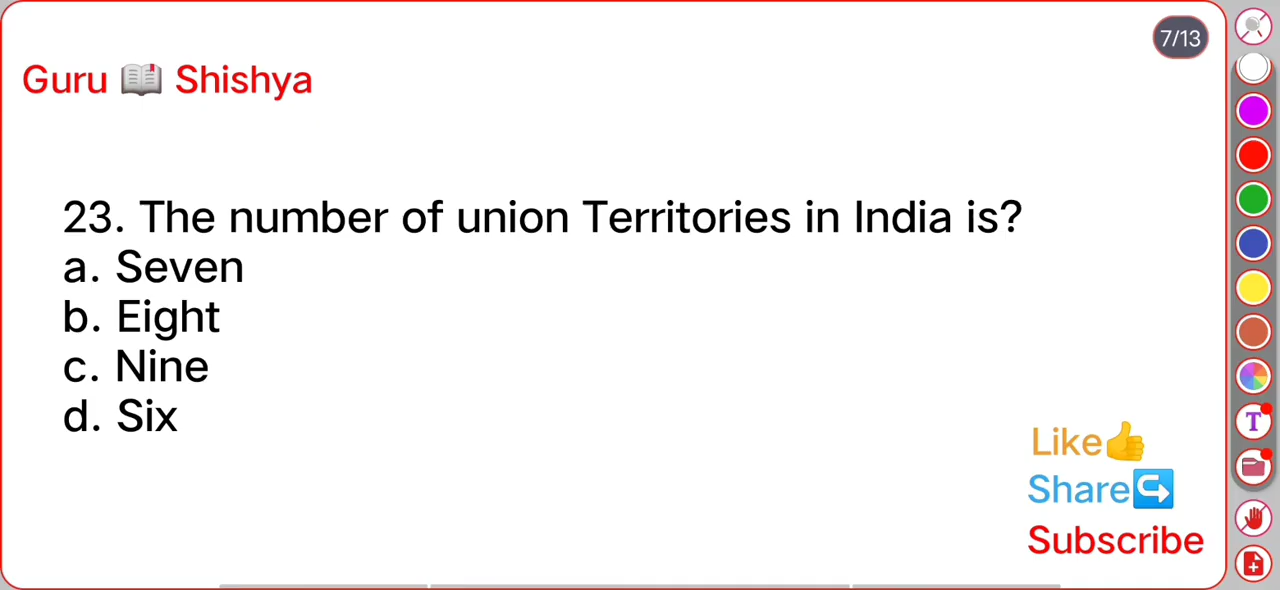 7/13
Guru 📖 Shishya
23. The number of union Territories in India is?
a. Seven
b. Eight
c. Nine
d. Six
Like👍
Share↪️
Subscribe
T